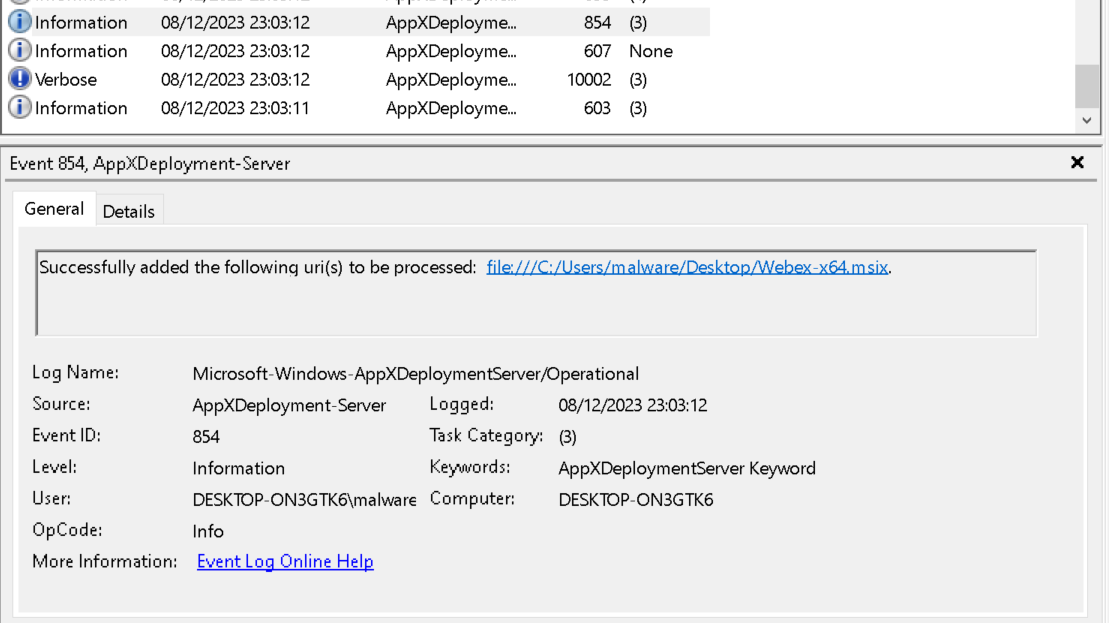 Information 08/12/2023 23:03:12 AppXDeployme... 854 (3)
Information 08/12/2023 23:03:12 AppXDeployme... 607 None
Verbose 08/12/2023 23:03:12 AppXDeployme... 10002 (3)
Information 08/12/2023 23:03:11 AppXDeployme... 603 (3)
Event 854, AppXDeployment-Server
General Details
Successfully added the following uri(s) to be processed: file:///C:/Users/malware/Desktop/Webex-x64.msix.
Log Name: Microsoft-Windows-AppXDeploymentServer/Operational
Source: AppXDeployment-Server Logged: 08/12/2023 23:03:12
Event ID: 854 Task Category: (3)
Level: Information Keywords: AppXDeploymentServer Keyword
User: DESKTOP-ON3GTK6\malware Computer: DESKTOP-ON3GTK6
OpCode: Info
More Information: Event Log Online Help